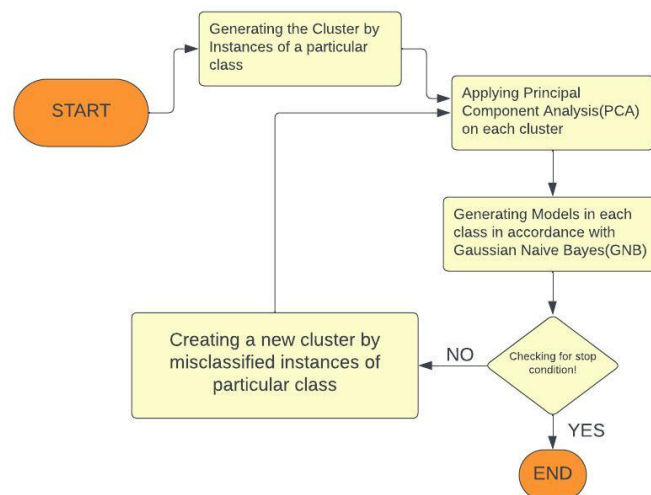 START
Generating the Cluster by
Instances of a particular
class
Applying Principal
Component Analysis(PCA)
on each cluster
Generating Models in each
class in accordance with
Gaussian Naive Bayes(GNB)
Checking for stop
condition!
NO
Creating a new cluster by
misclassified instances of
particular class
YES
END